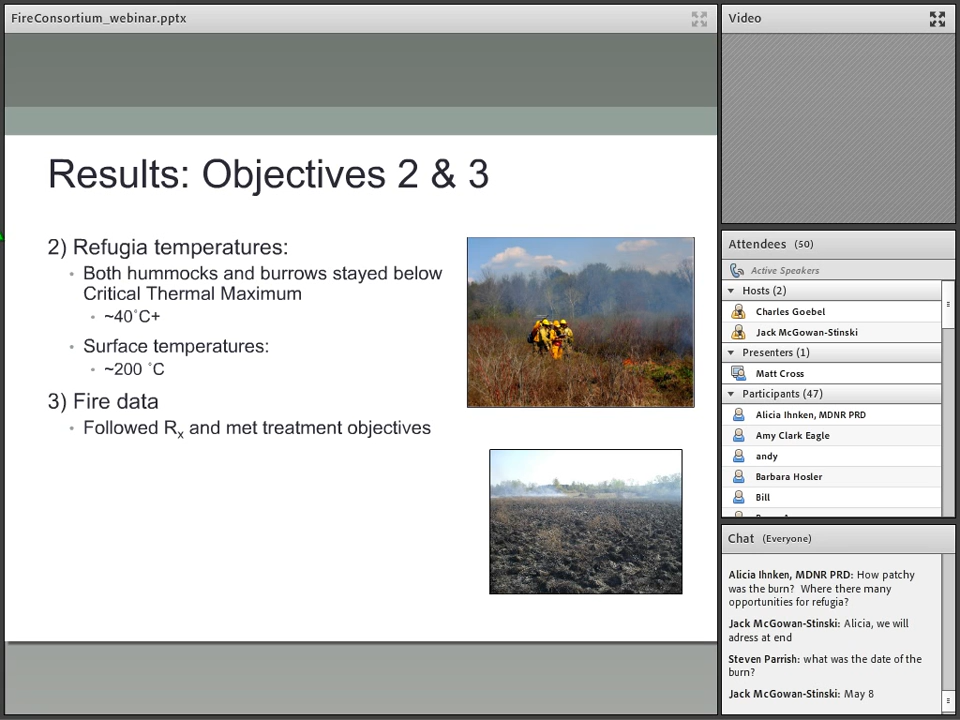 FireConsortium_webinar.pptx
Results: Objectives 2 & 3
2) Refugia temperatures:
• Both hummocks and burrows stayed below
Critical Thermal Maximum
• ~40˚C+
• Surface temperatures:
• ~200 ˚C
3) Fire data
• Followed Rx and met treatment objectives
Video
Attendees (50)
Active Speakers
Hosts (2)
Charles Goebel
Jack McGowan-Stinski
Presenters (1)
Matt Cross
Participants (47)
Alicia Ihnken, MDNR PRD
Amy Clark Eagle
andy
Barbara Hosler
Bill
Chat (Everyone)
Alicia Ihnken, MDNR PRD: How patchy
was the burn? Where there many
opportunities for refugia?
Jack McGowan-Stinski: Alicia, we will
adress at end
Steven Parrish: what was the date of the
burn?
Jack McGowan-Stinski: May 8